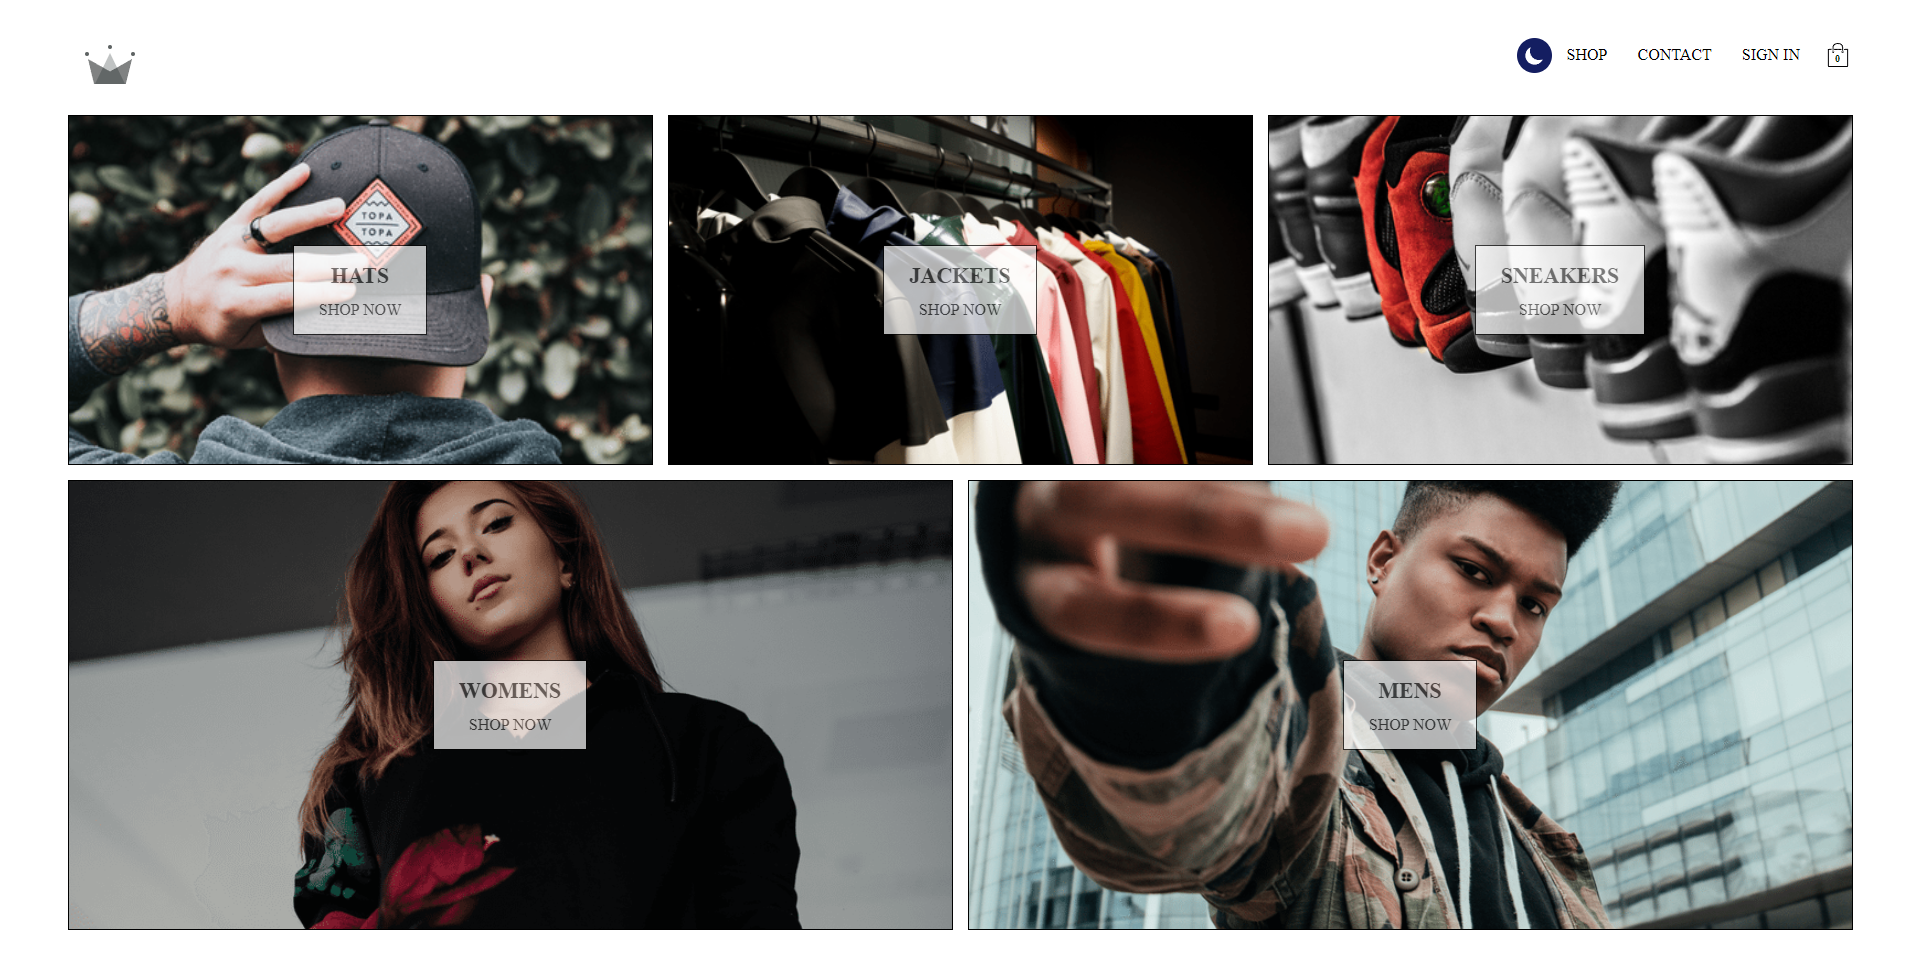 SHOP
CONTACT
SIGN IN
0
TOPA
TOPA
HATS
SHOP NOW
JACKETS
SHOP NOW
SNEAKERS
SHOP NOW
WOMENS
SHOP NOW
MENS
SHOP NOW